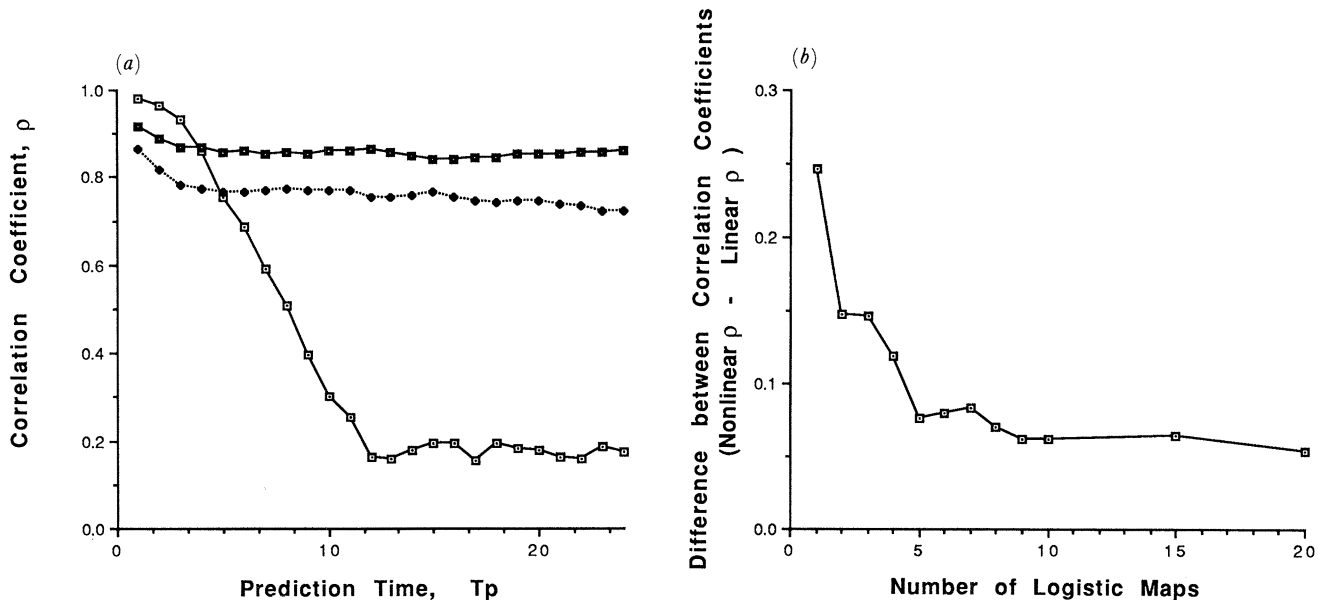 (a)
Correlation Coefficient, ρ
1.0
0.8
0.6
0.4
0.2
0.0
0
10
20
Prediction Time, Tp
(b)
Difference between Correlation Coefficients
(Nonlinear ρ - Linear ρ )
0.3
0.2
0.1
0.0
0
5
10
15
20
Number of Logistic Maps